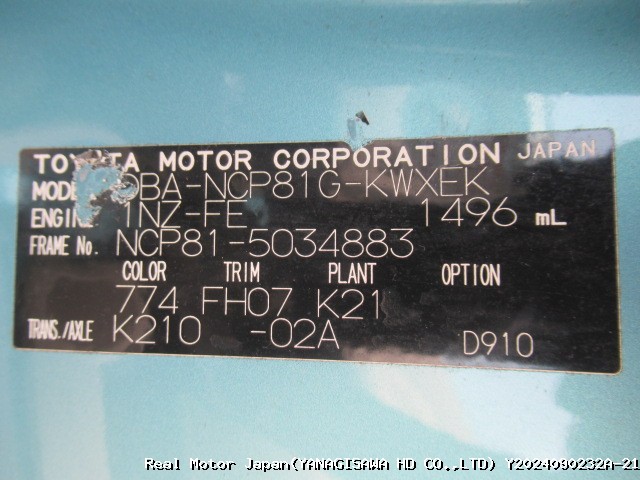 TOYOTA MOTOR CORPORATION JAPAN
MODEL DBA-NCP81G-KWXEK
ENGINE 1NZ-FE 1496 mL
FRAME No. NCP81-5034883
COLOR TRIM PLANT OPTION
774 FH07 K21
TRANS./AXLE K210 -02A D910
Real Motor Japan(YANAGISAWA HD CO.,LTD) Y2024090232A-21